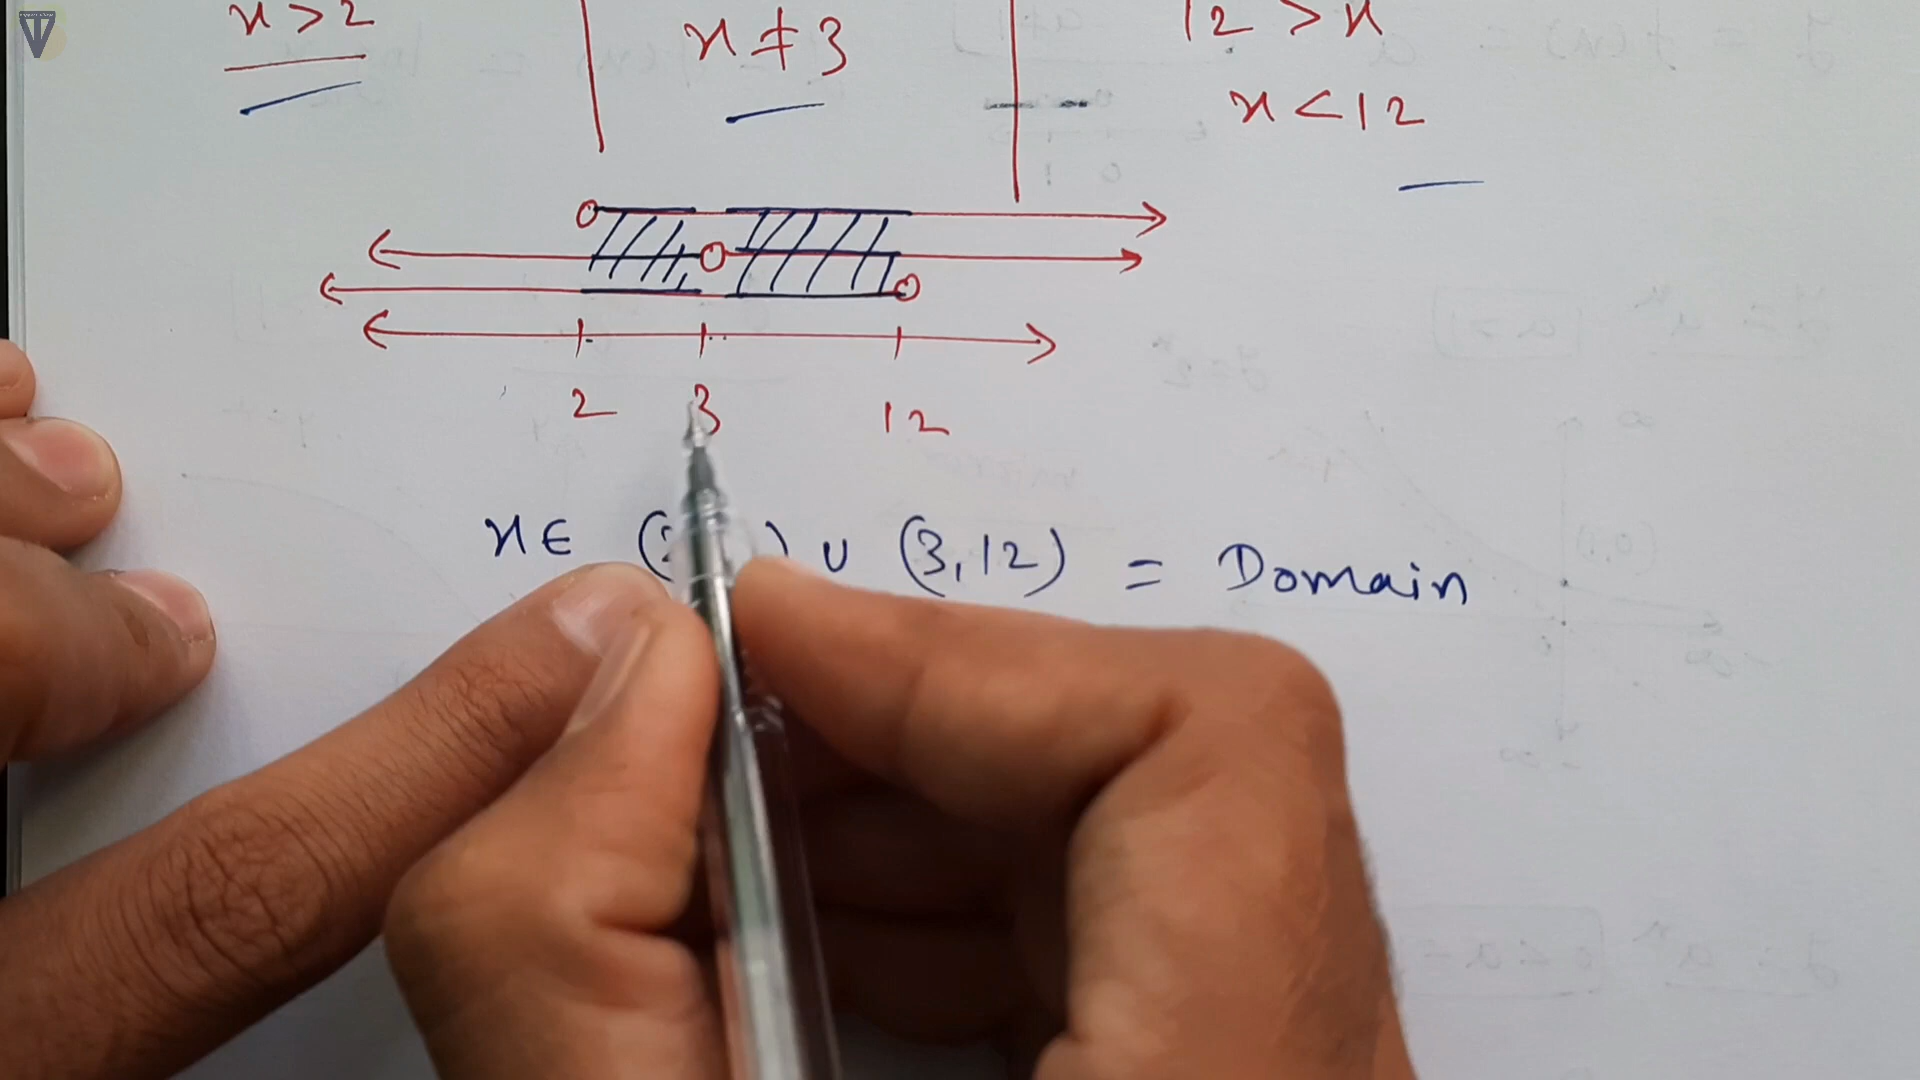 x > 2
x ≠ 3
12 > x
x < 12
2 3 12
x ∈ ( ) ∪ (3, 12) = Domain